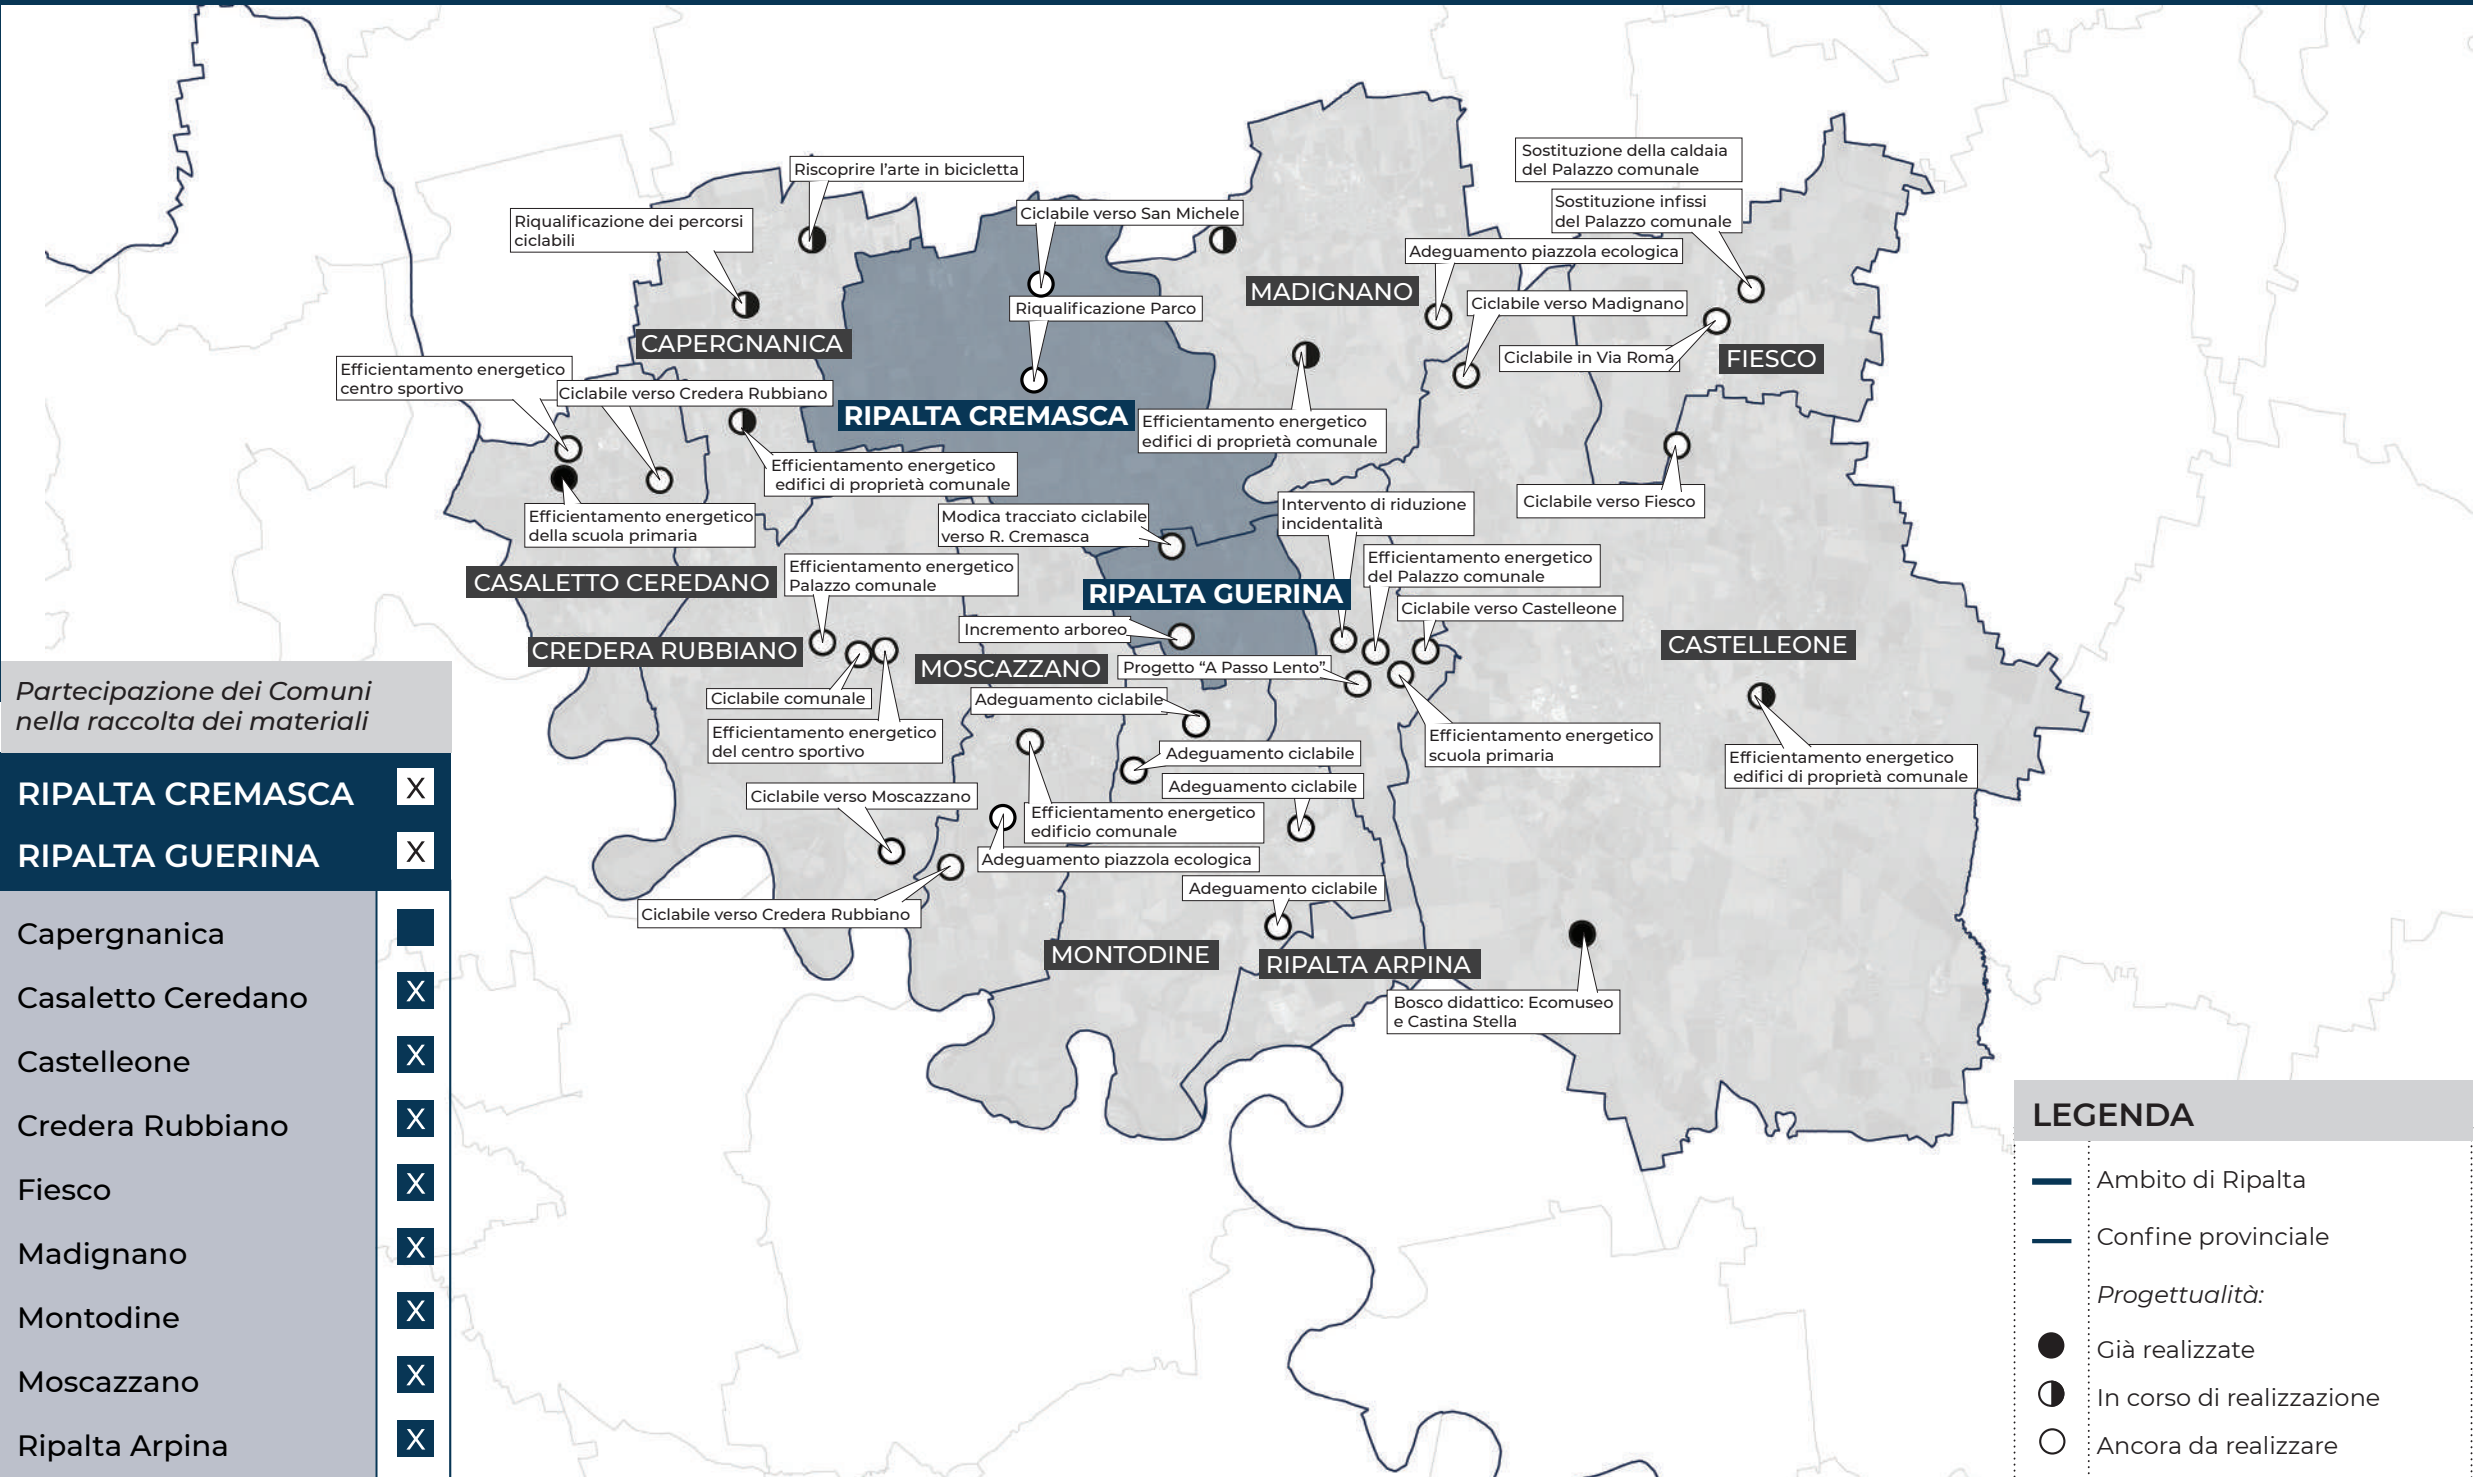 Riscoprire l'arte in bicicletta
Riqualificazione dei percorsi
ciclabili
Ciclabile verso San Michele
Sostituzione della caldaia
del Palazzo comunale
Sostituzione infissi
del Palazzo comunale
Adeguamento piazzola ecologica
MADIGNANO
Ciclabile verso Madignano
Riqualificazione Parco
CAPERGNANICA
Ciclabile in Via Roma
FIESCO
Efficientamento energetico
centro sportivo
Ciclabile verso Credera Rubbiano
RIPALTA CREMASCA
Efficientamento energetico
edifici di proprietà comunale
Efficientamento energetico
edifici di proprietà comunale
Ciclabile verso Fiesco
Intervento di riduzione
incidentalità
Efficientamento energetico
della scuola primaria
Modica tracciato ciclabile
verso R. Cremasca
Efficientamento energetico
del Palazzo comunale
CASALETTO CEREDANO
Efficientamento energetico
Palazzo comunale
RIPALTA GUERINA
Ciclabile verso Castelleone
Incremento arboreo
CREDERA RUBBIANO
MOSCAZZANO
Progetto “A Passo Lento”
CASTELLEONE
Ciclabile comunale
Adeguamento ciclabile
Efficientamento energetico
del centro sportivo
Adeguamento ciclabile
Efficientamento energetico
scuola primaria
Efficientamento energetico
edifici di proprietà comunale
Adeguamento ciclabile
Ciclabile verso Moscazzano
Efficientamento energetico
edificio comunale
Adeguamento piazzola ecologica
Adeguamento ciclabile
Ciclabile verso Credera Rubbiano
MONTODINE
RIPALTA ARPINA
Bosco didattico: Ecomuseo
e Castina Stella
Partecipazione dei Comuni
nella raccolta dei materiali
RIPALTA CREMASCA X
RIPALTA GUERINA X
Capergnanica
Casaletto Ceredano X
Castelleone X
Credera Rubbiano X
Fiesco X
Madignano X
Montodine X
Moscazzano X
Ripalta Arpina X
LEGENDA
Ambito di Ripalta
Confine provinciale
Progettualità:
Già realizzate
In corso di realizzazione
Ancora da realizzare